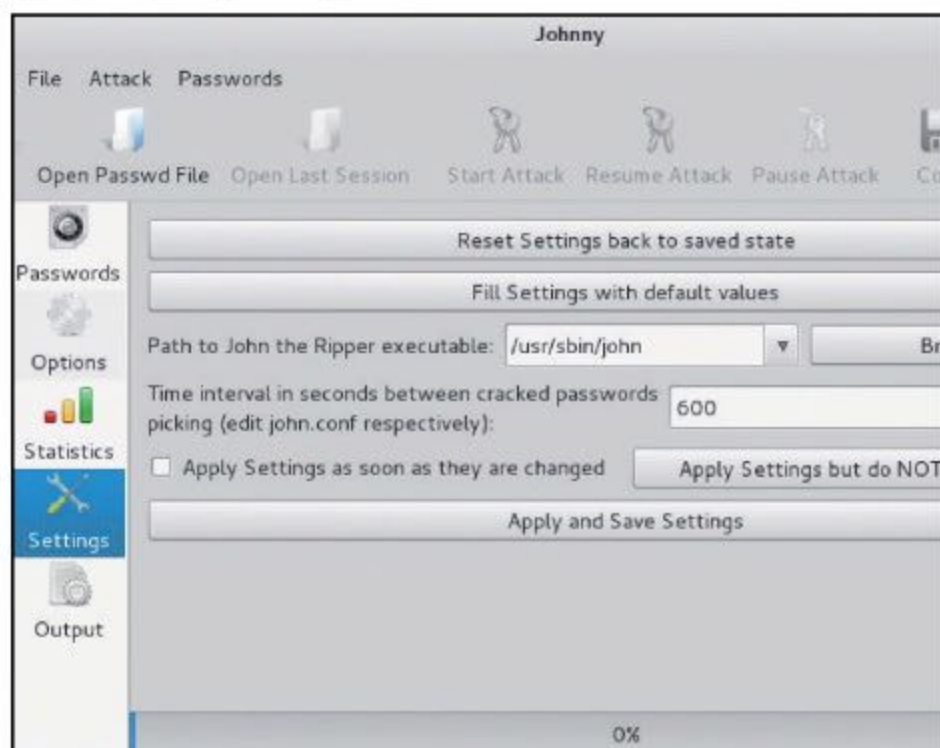 Johnny
File Attack Passwords
Open Passwd File Open Last Session Start Attack Resume Attack Pause Attack Co
Passwords
Options
Statistics
Settings
Output
Reset Settings back to saved state
Fill Settings with default values
Path to John the Ripper executable: /usr/sbin/john Br
Time interval in seconds between cracked passwords
picking (edit john.conf respectively): 600
Apply Settings as soon as they are changed Apply Settings but do NOT
Apply and Save Settings
0%